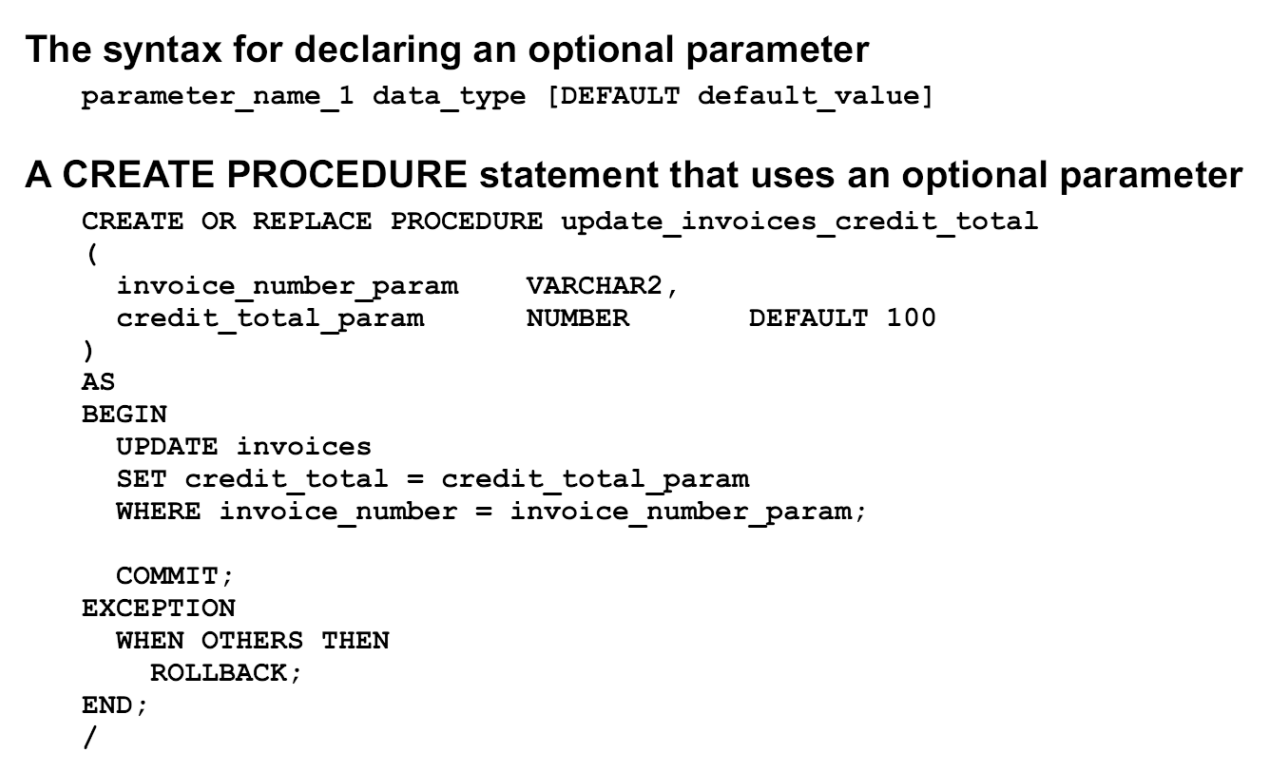 The syntax for declaring an optional parameter
parameter_name_1 data_type [DEFAULT default_value]
A CREATE PROCEDURE statement that uses an optional parameter
CREATE OR REPLACE PROCEDURE update_invoices_credit_total
(
invoice_number_param VARCHAR2,
credit_total_param NUMBER DEFAULT 100
)
AS
BEGIN
UPDATE invoices
SET credit_total = credit_total_param
WHERE invoice_number = invoice_number_param;
COMMIT;
EXCEPTION
WHEN OTHERS THEN
ROLLBACK;
END;
/